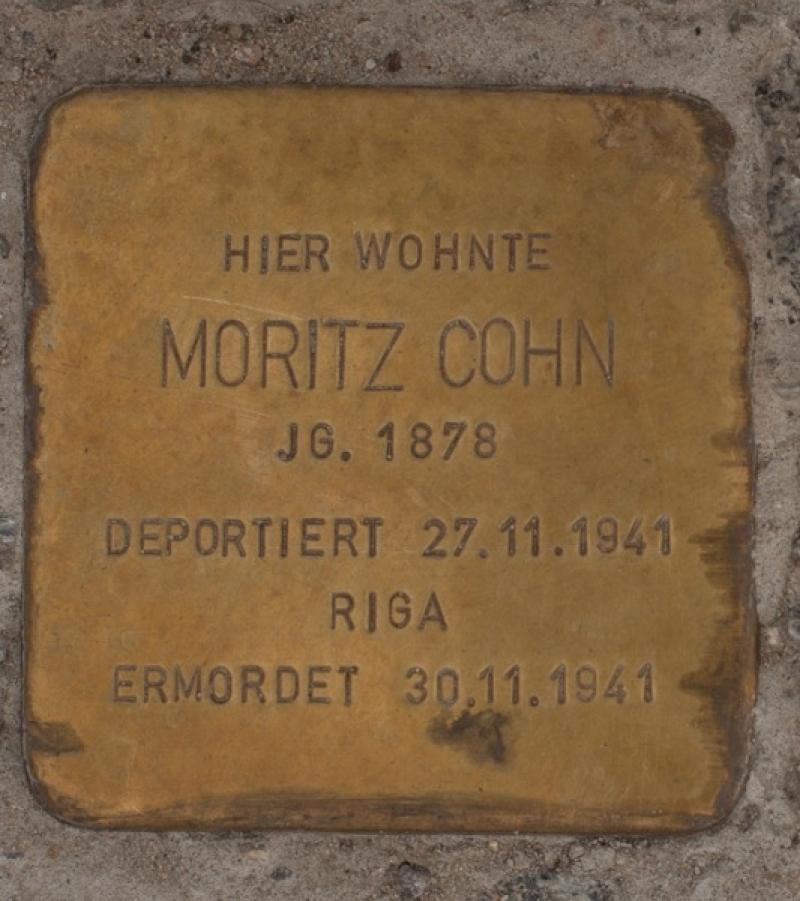 HIER WOHNTE
MORITZ COHN
JG. 1878
DEPORTIERT 27.11.1941
RIGA
ERMORDET 30.11.1941